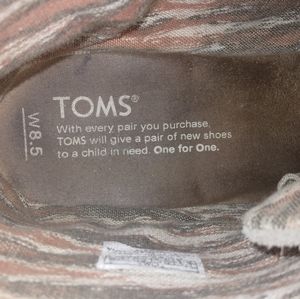 TOMS®
With every pair you purchase,
TOMS will give a pair of new shoes
to a child in need. One for One.
W8.5